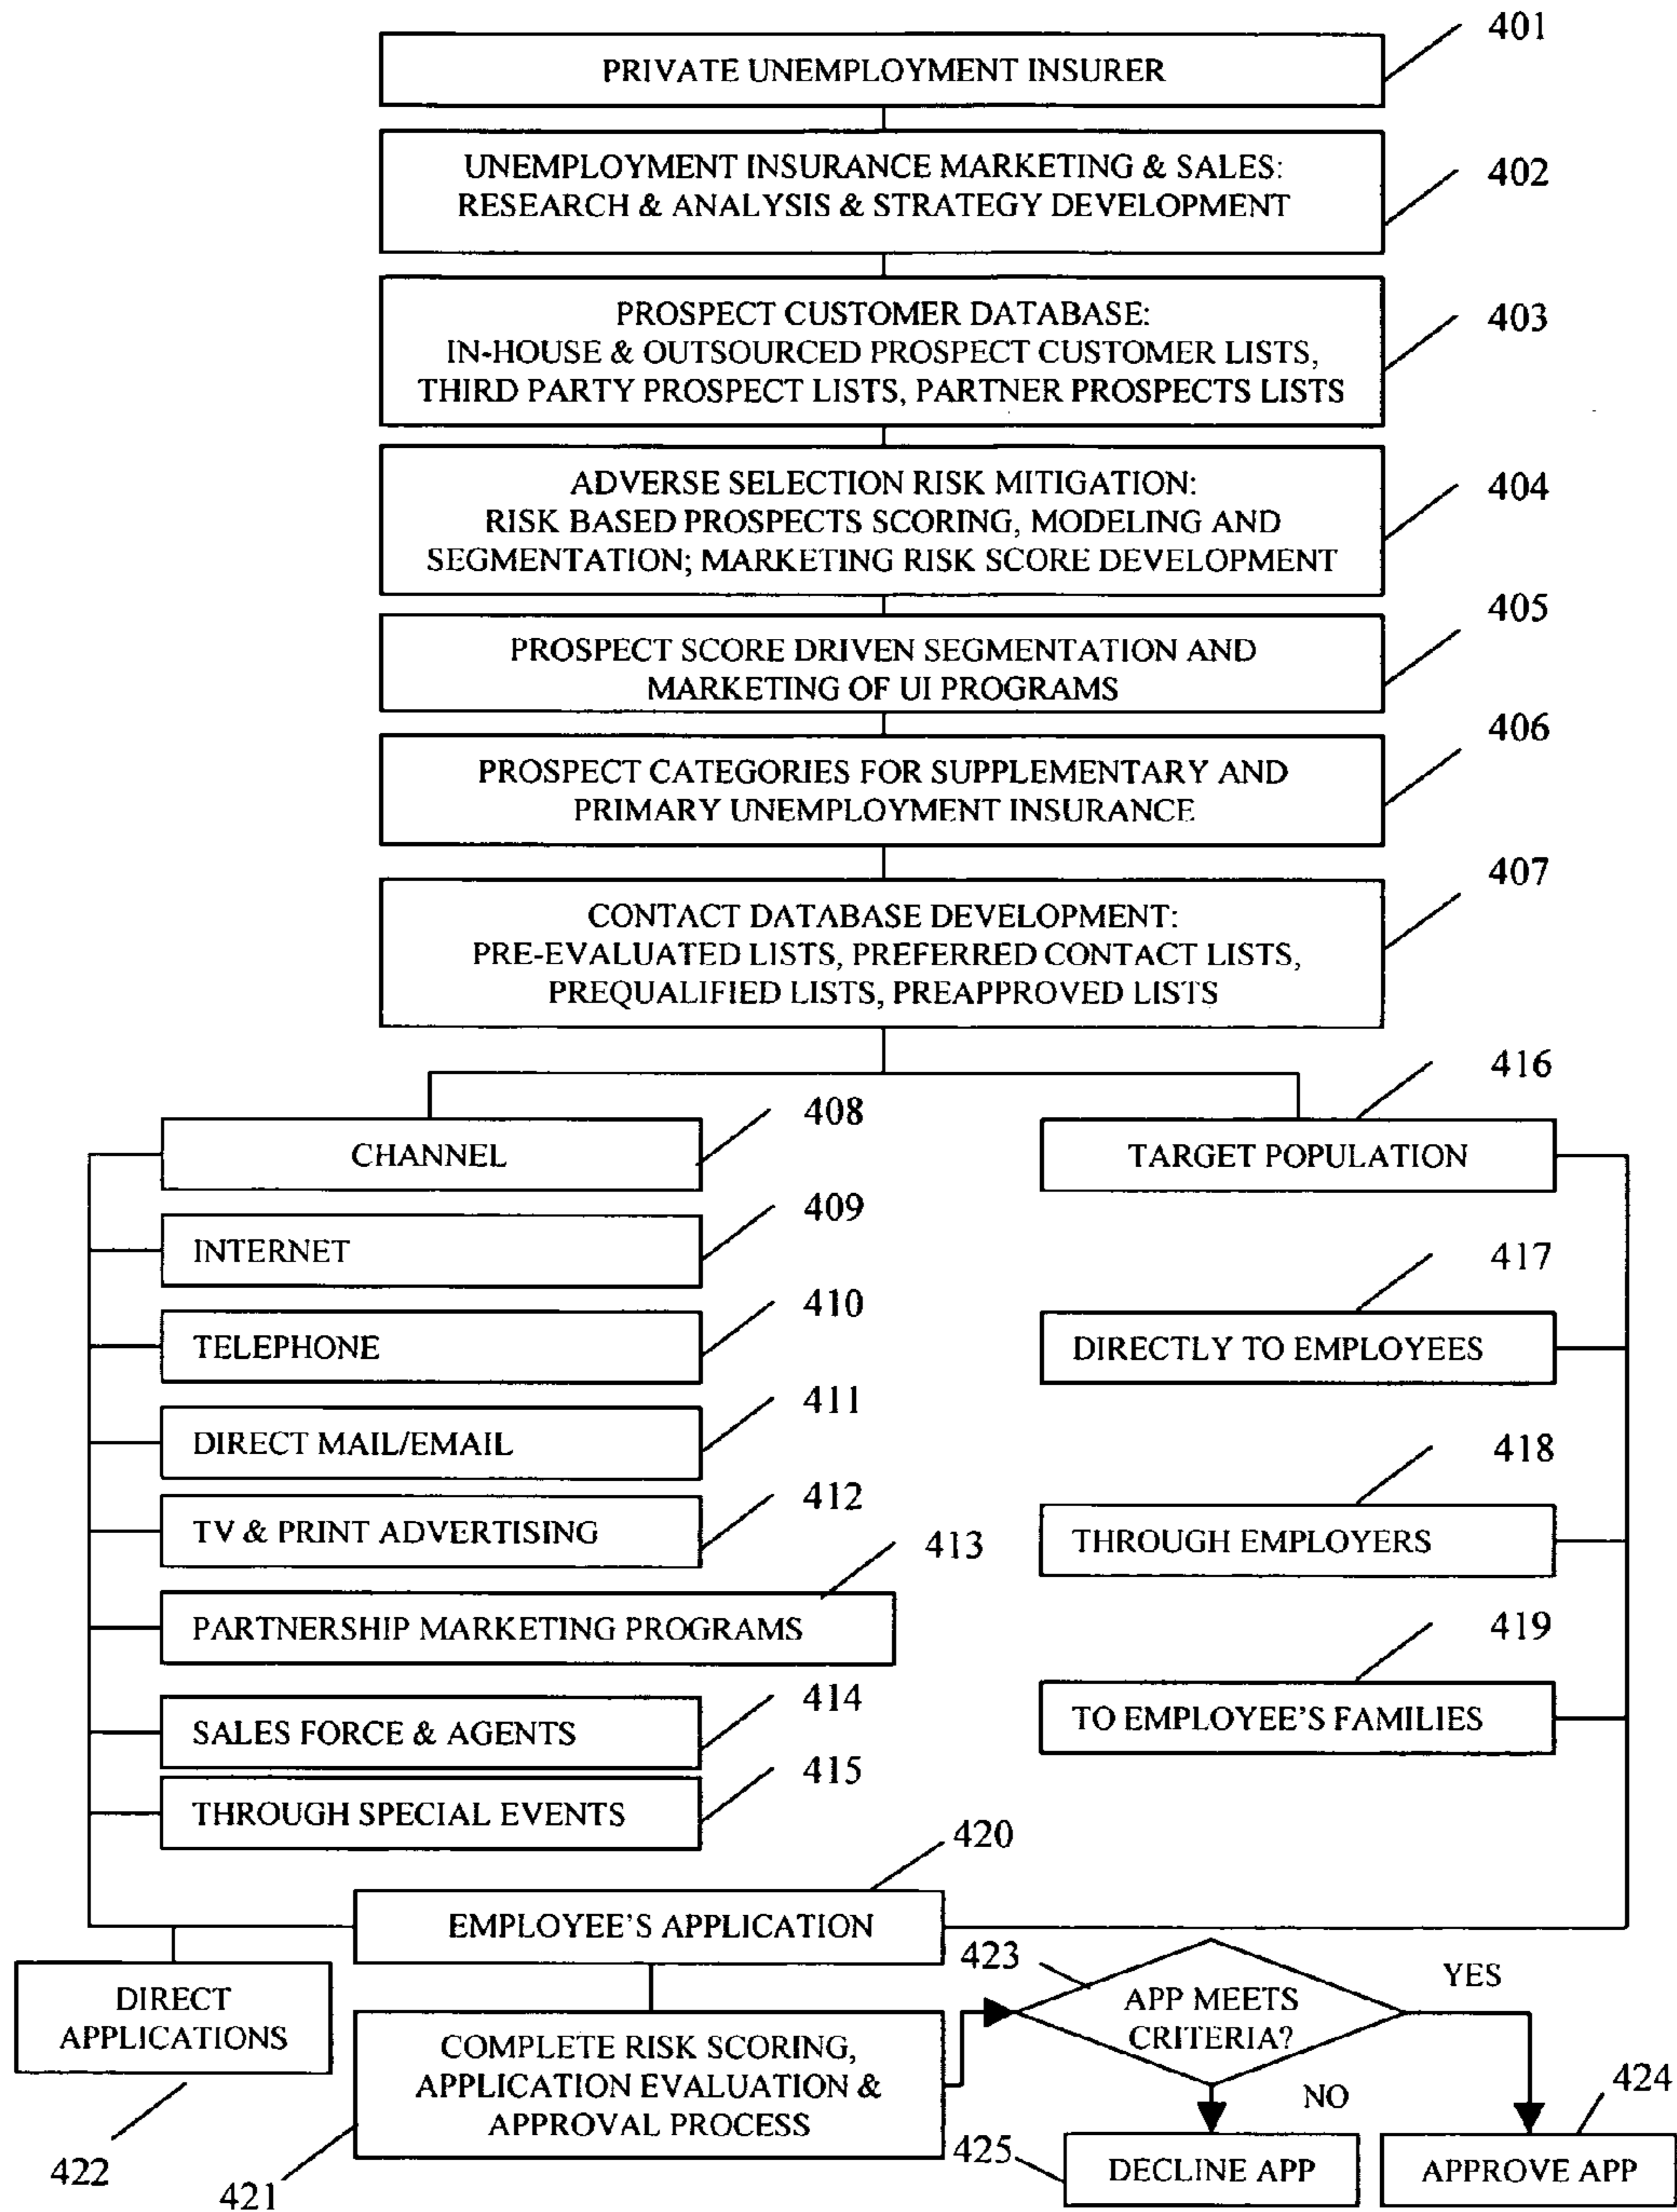 401
PRIVATE UNEMPLOYMENT INSURER
UNEMPLOYMENT INSURANCE MARKETING & SALES:
RESEARCH & ANALYSIS & STRATEGY DEVELOPMENT
402
PROSPECT CUSTOMER DATABASE:
IN-HOUSE & OUTSOURCED PROSPECT CUSTOMER LISTS,
THIRD PARTY PROSPECT LISTS, PARTNER PROSPECTS LISTS
403
ADVERSE SELECTION RISK MITIGATION:
RISK BASED PROSPECTS SCORING, MODELING AND
SEGMENTATION; MARKETING RISK SCORE DEVELOPMENT
404
405
PROSPECT SCORE DRIVEN SEGMENTATION AND
MARKETING OF UI PROGRAMS
406
PROSPECT CATEGORIES FOR SUPPLEMENTARY AND
PRIMARY UNEMPLOYMENT INSURANCE
407
CONTACT DATABASE DEVELOPMENT:
PRE-EVALUATED LISTS, PREFERRED CONTACT LISTS,
PREQUALIFIED LISTS, PREAPPROVED LISTS
408
CHANNEL
409
INTERNET
410
TELEPHONE
411
DIRECT MAIL/EMAIL
412
TV & PRINT ADVERTISING
413
PARTNERSHIP MARKETING PROGRAMS
414
SALES FORCE & AGENTS
415
THROUGH SPECIAL EVENTS
416
TARGET POPULATION
417
DIRECTLY TO EMPLOYEES
418
THROUGH EMPLOYERS
419
TO EMPLOYEE'S FAMILIES
420
EMPLOYEE'S APPLICATION
DIRECT
APPLICATIONS
422
COMPLETE RISK SCORING,
APPLICATION EVALUATION &
APPROVAL PROCESS
421
423
APP MEETS
CRITERIA?
YES
NO
424
425
DECLINE APP
APPROVE APP